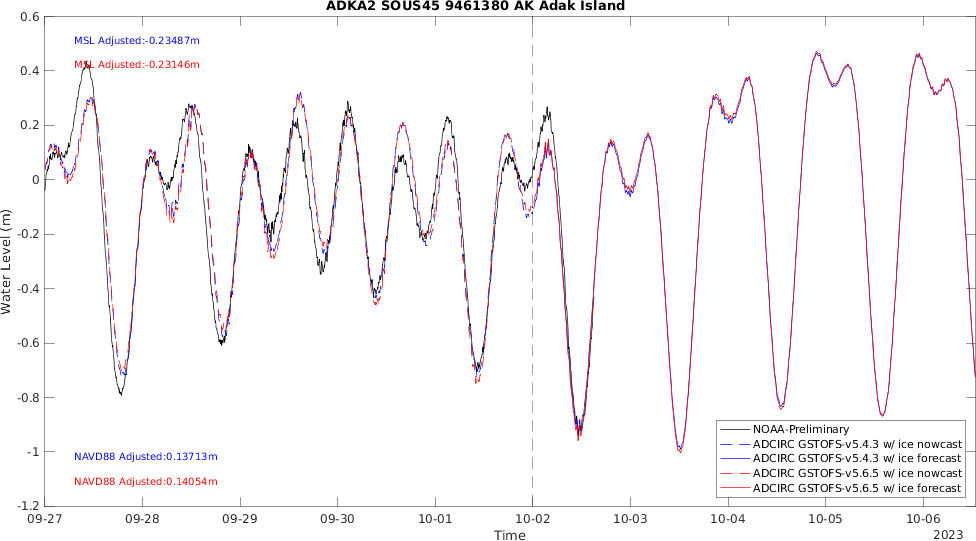 ADKA2 SOUS45 9461380 AK Adak Island
0.6
0.4
0.2
0
-0.2
-0.4
-0.6
-0.8
-1
-1.2
Water Level (m)
MSL Adjusted:-0.23487m
MSL Adjusted:-0.23146m
NAVD88 Adjusted:0.13713m
NAVD88 Adjusted:0.14054m
NOAA-Preliminary
ADCIRC GSTOFS-v5.4.3 w/ ice nowcast
ADCIRC GSTOFS-v5.4.3 w/ ice forecast
ADCIRC GSTOFS-v5.6.5 w/ ice nowcast
ADCIRC GSTOFS-v5.6.5 w/ ice forecast
09-27 09-28 09-29 09-30 10-01 10-02 10-03 10-04 10-05 10-06
Time
2023